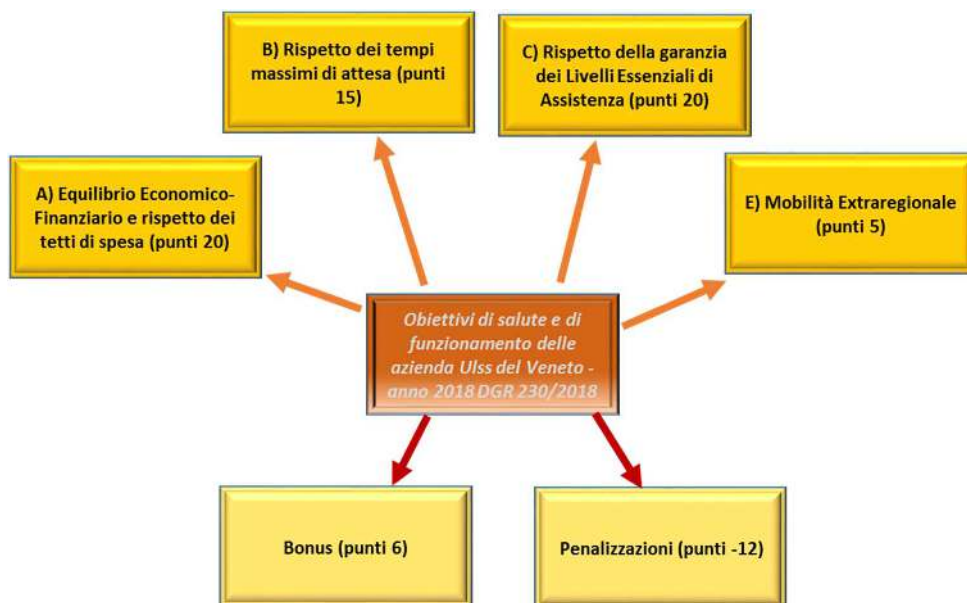 B) Rispetto dei tempi
massimi di attesa (punti
15)
C) Rispetto della garanzia
dei Livelli Essenziali di
Assistenza (punti 20)
A) Equilibrio Economico-
Finanziario e rispetto dei
tetti di spesa (punti 20)
E) Mobilità Extraregionale
(punti 5)
Obiettivi di salute e di
funzionamento delle
azienda Ulss del Veneto -
anno 2018 DGR 230/2018
Bonus (punti 6)
Penalizzazioni (punti -12)